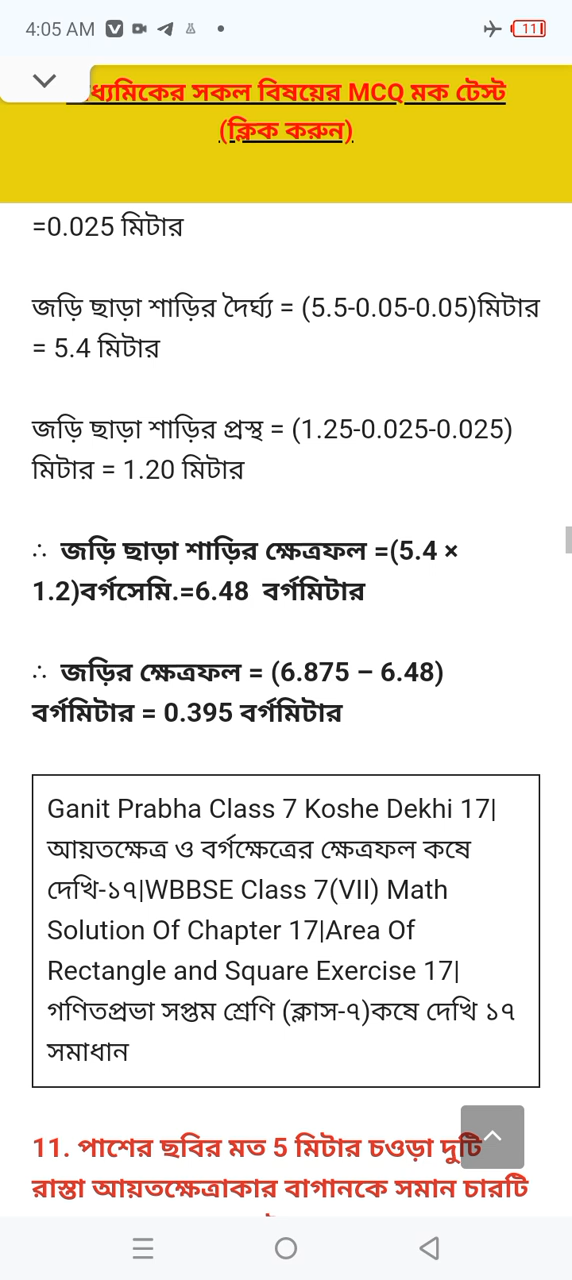 4:05 AM
11
ধ্যমিকের সকল বিষয়ের MCQ মক টেস্ট
(ক্লিক করুন)
=0.025 মিটার
জড়ি ছাড়া শাড়ির দৈর্ঘ্য = (5.5-0.05-0.05)মিটার
= 5.4 মিটার
জড়ি ছাড়া শাড়ির প্রস্থ = (1.25-0.025-0.025)
মিটার = 1.20 মিটার
∴ জড়ি ছাড়া শাড়ির ক্ষেত্রফল =(5.4 ×
1.2)বর্গসেমি.=6.48 বর্গমিটার
∴ জড়ির ক্ষেত্রফল = (6.875 – 6.48)
বর্গমিটার = 0.395 বর্গমিটার
Ganit Prabha Class 7 Koshe Dekhi 17|
আয়তক্ষেত্র ও বর্গক্ষেত্রের ক্ষেত্রফল কষে
দেখি-১৭|WBBSE Class 7(VII) Math
Solution Of Chapter 17|Area Of
Rectangle and Square Exercise 17|
গণিতপ্রভা সপ্তম শ্রেণি (ক্লাস-৭)কষে দেখি ১৭
সমাধান
11. পাশের ছবির মত 5 মিটার চওড়া দুটি
রাস্তা আয়তক্ষেত্রাকার বাগানকে সমান চারটি